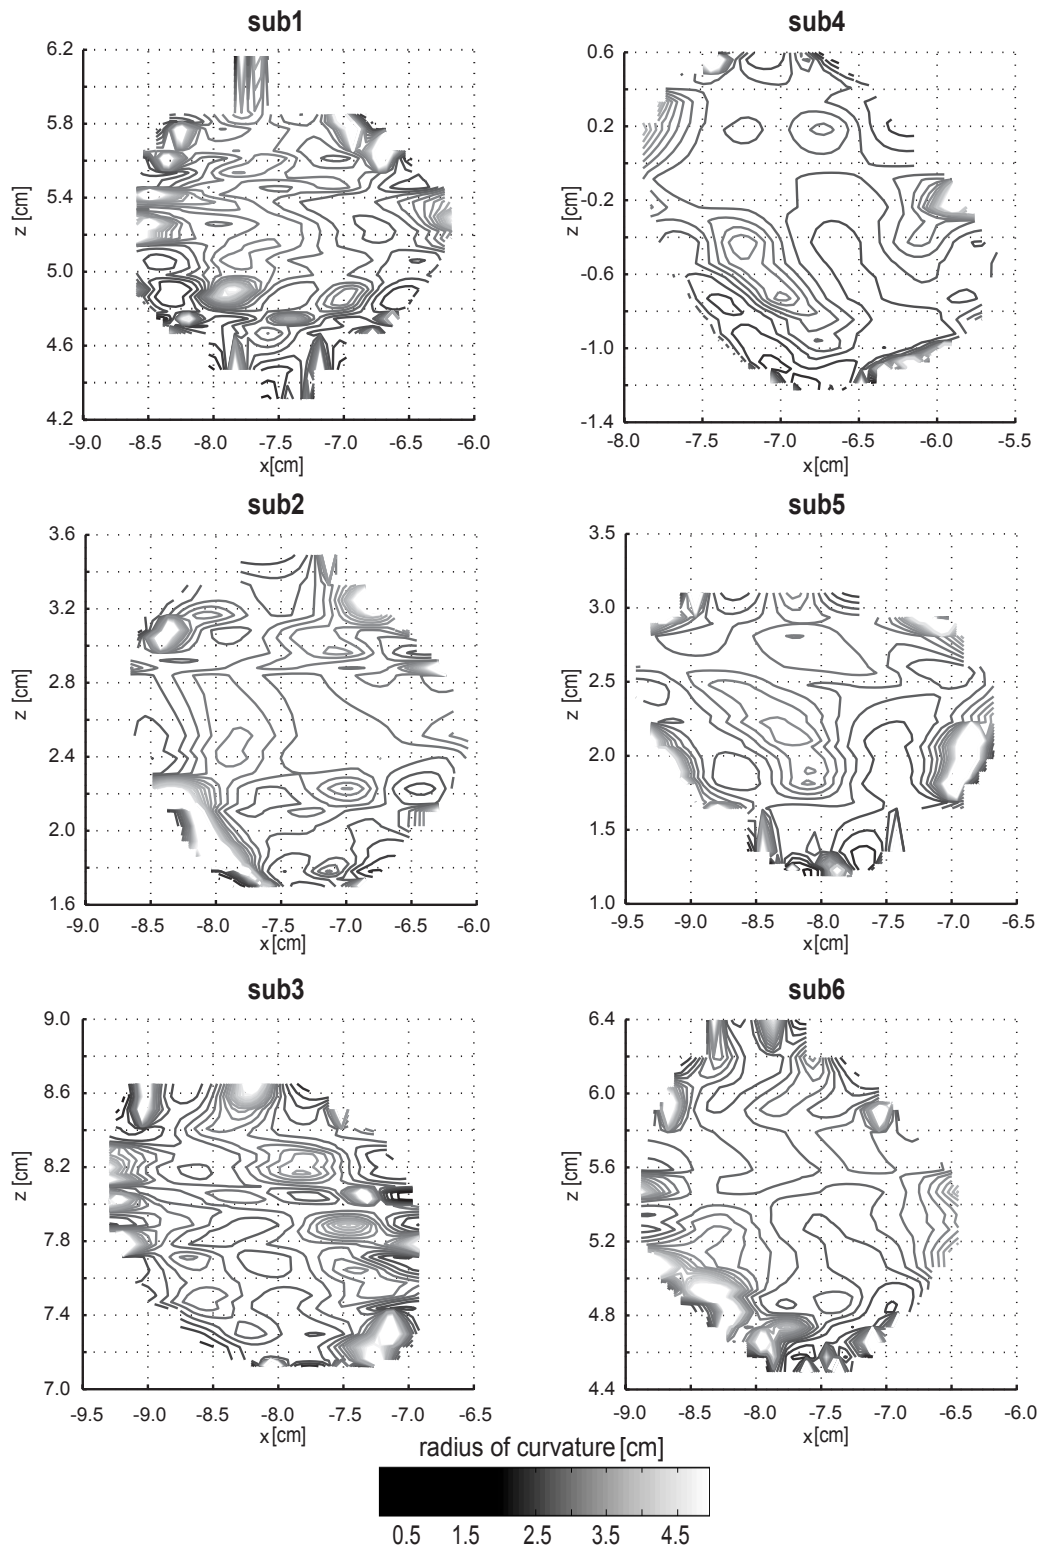 sub1
sub4
6.2
5.8
5.4
5.0
4.6
4.2
z [cm]
-9.0 -8.5 -8.0 -7.5 -7.0 -6.5 -6.0
x[cm]
0.6
0.2
-0.2
-0.6
-1.0
-1.4
z [cm]
-8.0 -7.5 -7.0 -6.5 -6.0 -5.5
x[cm]
sub2
sub5
3.6
3.2
2.8
2.4
2.0
1.6
z [cm]
-9.0 -8.5 -8.0 -7.5 -7.0 -6.5 -6.0
x[cm]
3.5
3.0
2.5
2.0
1.5
1.0
z [cm]
-9.5 -9.0 -8.5 -8.0 -7.5 -7.0 -6.5
x[cm]
sub3
sub6
9.0
8.6
8.2
7.8
7.4
7.0
z [cm]
-9.5 -9.0 -8.5 -8.0 -7.5 -7.0 -6.5
x[cm]
6.4
6.0
5.6
5.2
4.8
4.4
z [cm]
-9.0 -8.5 -8.0 -7.5 -7.0 -6.5 -6.0
x[cm]
radius of curvature [cm]
0.5 1.5 2.5 3.5 4.5